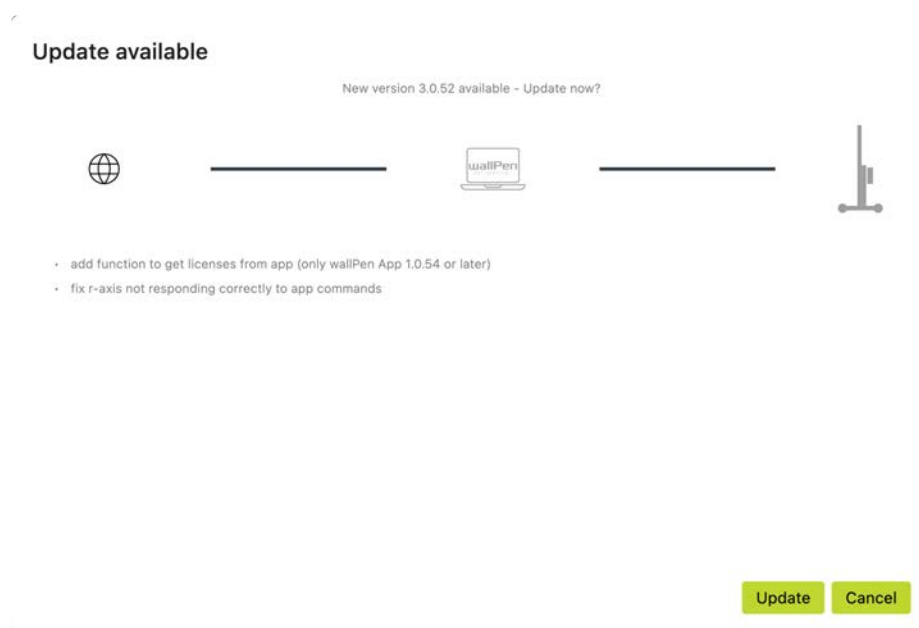 Update available
New version 3.0.52 available - Update now?
wallPen
• add function to get licenses from app (only wallPen App 1.0.54 or later)
• fix r-axis not responding correctly to app commands
Update Cancel